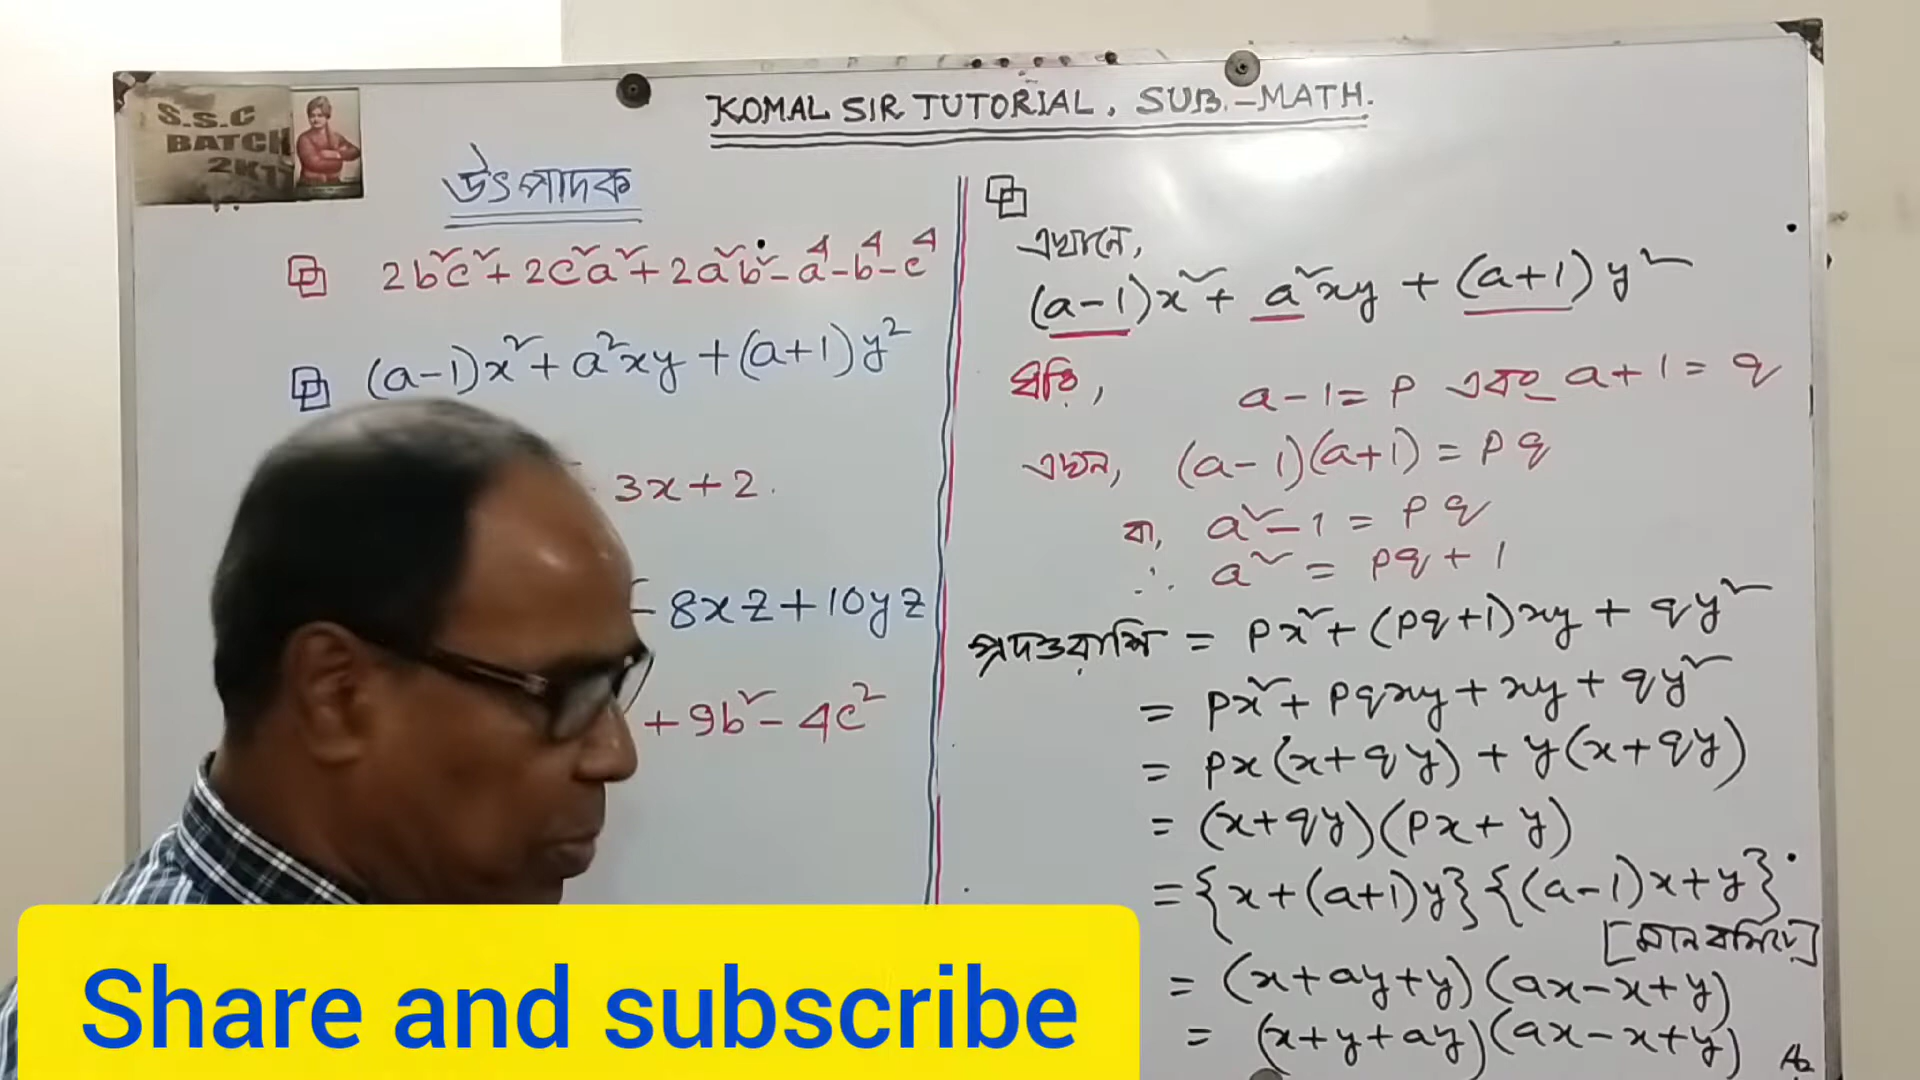 KOMAL SIR TUTORIAL, SUB.-MATH.
S.S.C
BATCH
উৎপাদক
2b²c²+2c²a²+2a²b²-a⁴-b⁴-c⁴
(a-1)x²+a²xy+(a+1)y²
3x+2.
-8xz+10yz
+9b²-4c²
এখানে,
(a-1)x²+a²xy+(a+1)y²
ধরি, a-1=p এবং a+1=q
এখন, (a-1)(a+1)=pq
বা, a²-1=pq
∴ a²=pq+1
প্রদত্তরাশি = px²+(pq+1)xy+qy²
= px²+pqxy+xy+qy²
= px(x+qy)+y(x+qy)
= (x+qy)(px+y)
= {x+(a+1)y}{(a-1)x+y}
[মান বসিয়ে]
= (x+ay+y)(ax-x+y)
= (x+y+ay)(ax-x+y)
Share and subscribe